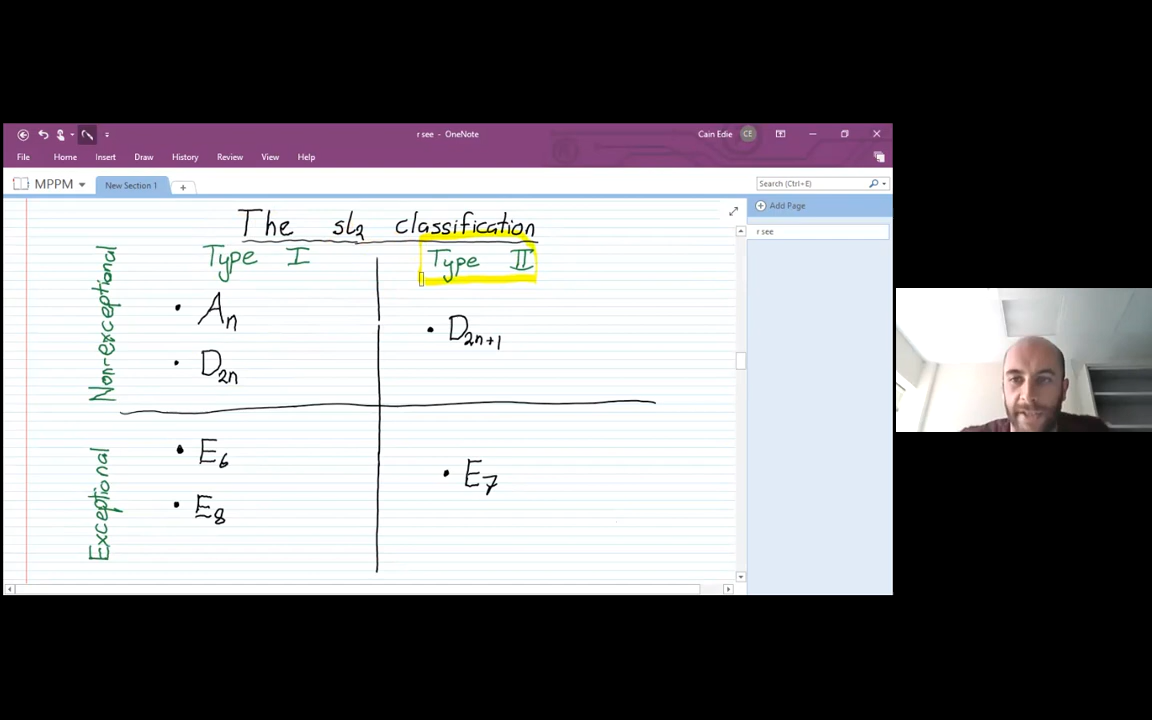 r see - OneNote
Cain Edie CE
File Home Insert Draw History Review View Help
MPPM New Section 1
Search (Ctrl+E)
Add Page
r see
The sl2 classification
Type I Type II
Non-exceptional
• An
• D2n
• D2n+1
Exceptional
• E6
• E8
• E7